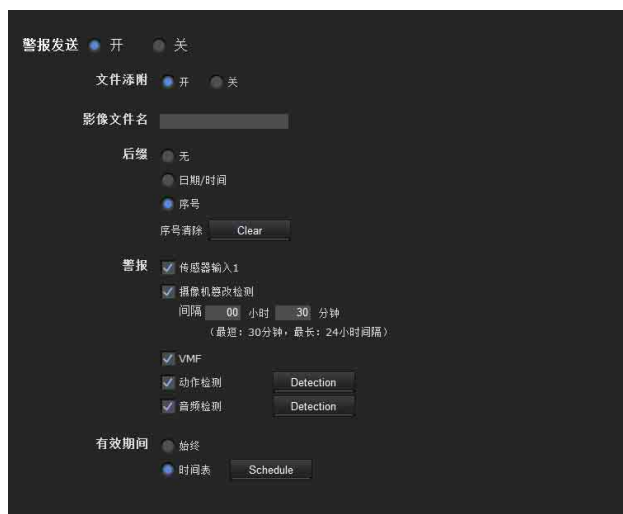 警报发送 开 关
文件添附 开 关
影像文件名
后缀 无
日期/时间
序号
序号清除 Clear
警报 传感器输入1
摄像机篡改检测
间隔 00 小时 30 分钟
（最短：30分钟，最长：24小时间隔）
VMF
动作检测 Detection
音频检测 Detection
有效期间 始终
时间表 Schedule